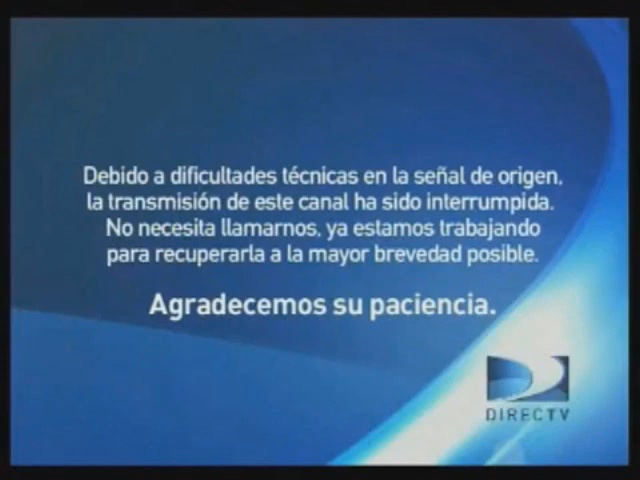 Debido a dificultades técnicas en la señal de origen,
la transmisión de este canal ha sido interrumpida.
No necesita llamarnos, ya estamos trabajando
para recuperarla a la mayor brevedad posible.
Agradecemos su paciencia.
DIRECTV